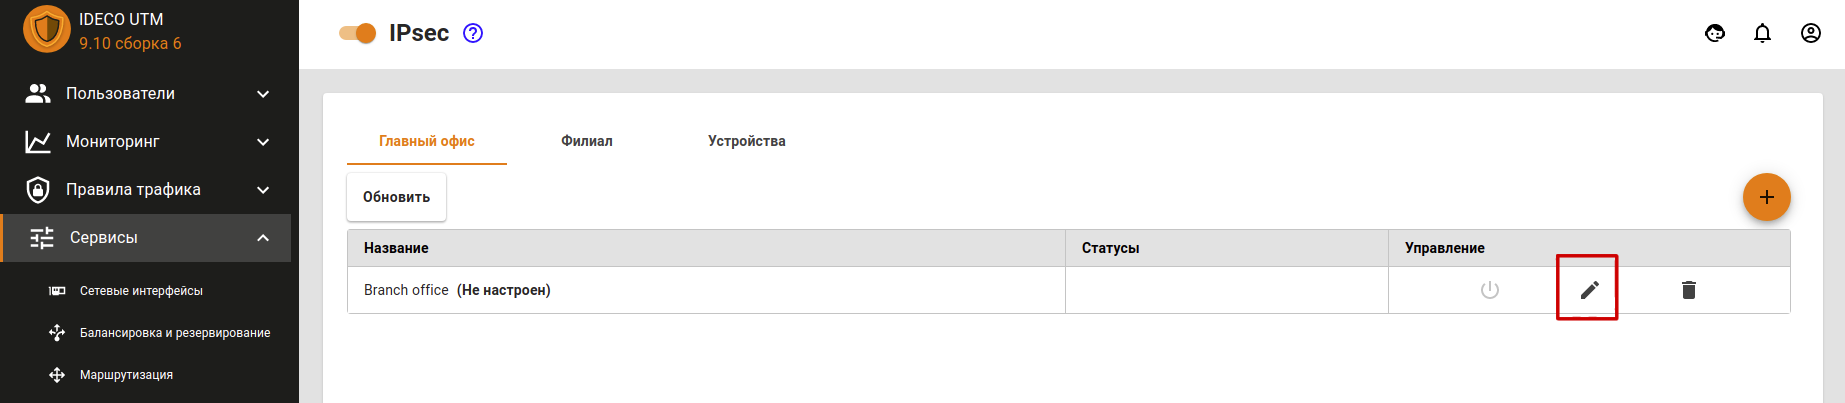 IDECO UTM
9.10 сборка 6
Пользователи
Мониторинг
Правила трафика
Сервисы
Сетевые интерфейсы
Балансировка и резервирование
Маршрутизация
IPsec ?
Главный офис Филиал Устройства
Обновить
+
Название Статусы Управление
Branch office (Не настроен)